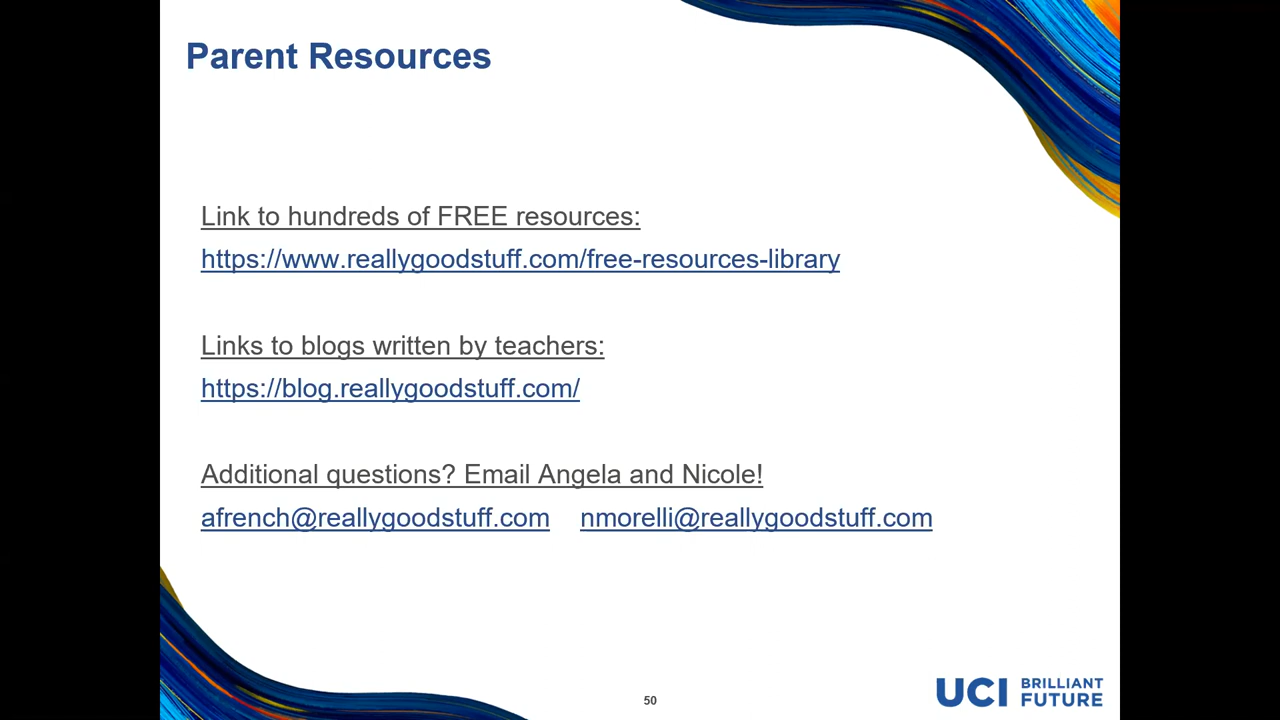 Parent Resources
Link to hundreds of FREE resources:
https://www.reallygoodstuff.com/free-resources-library
Links to blogs written by teachers:
https://blog.reallygoodstuff.com/
Additional questions? Email Angela and Nicole!
afrench@reallygoodstuff.com nmorelli@reallygoodstuff.com
50
UCI BRILLIANT
FUTURE